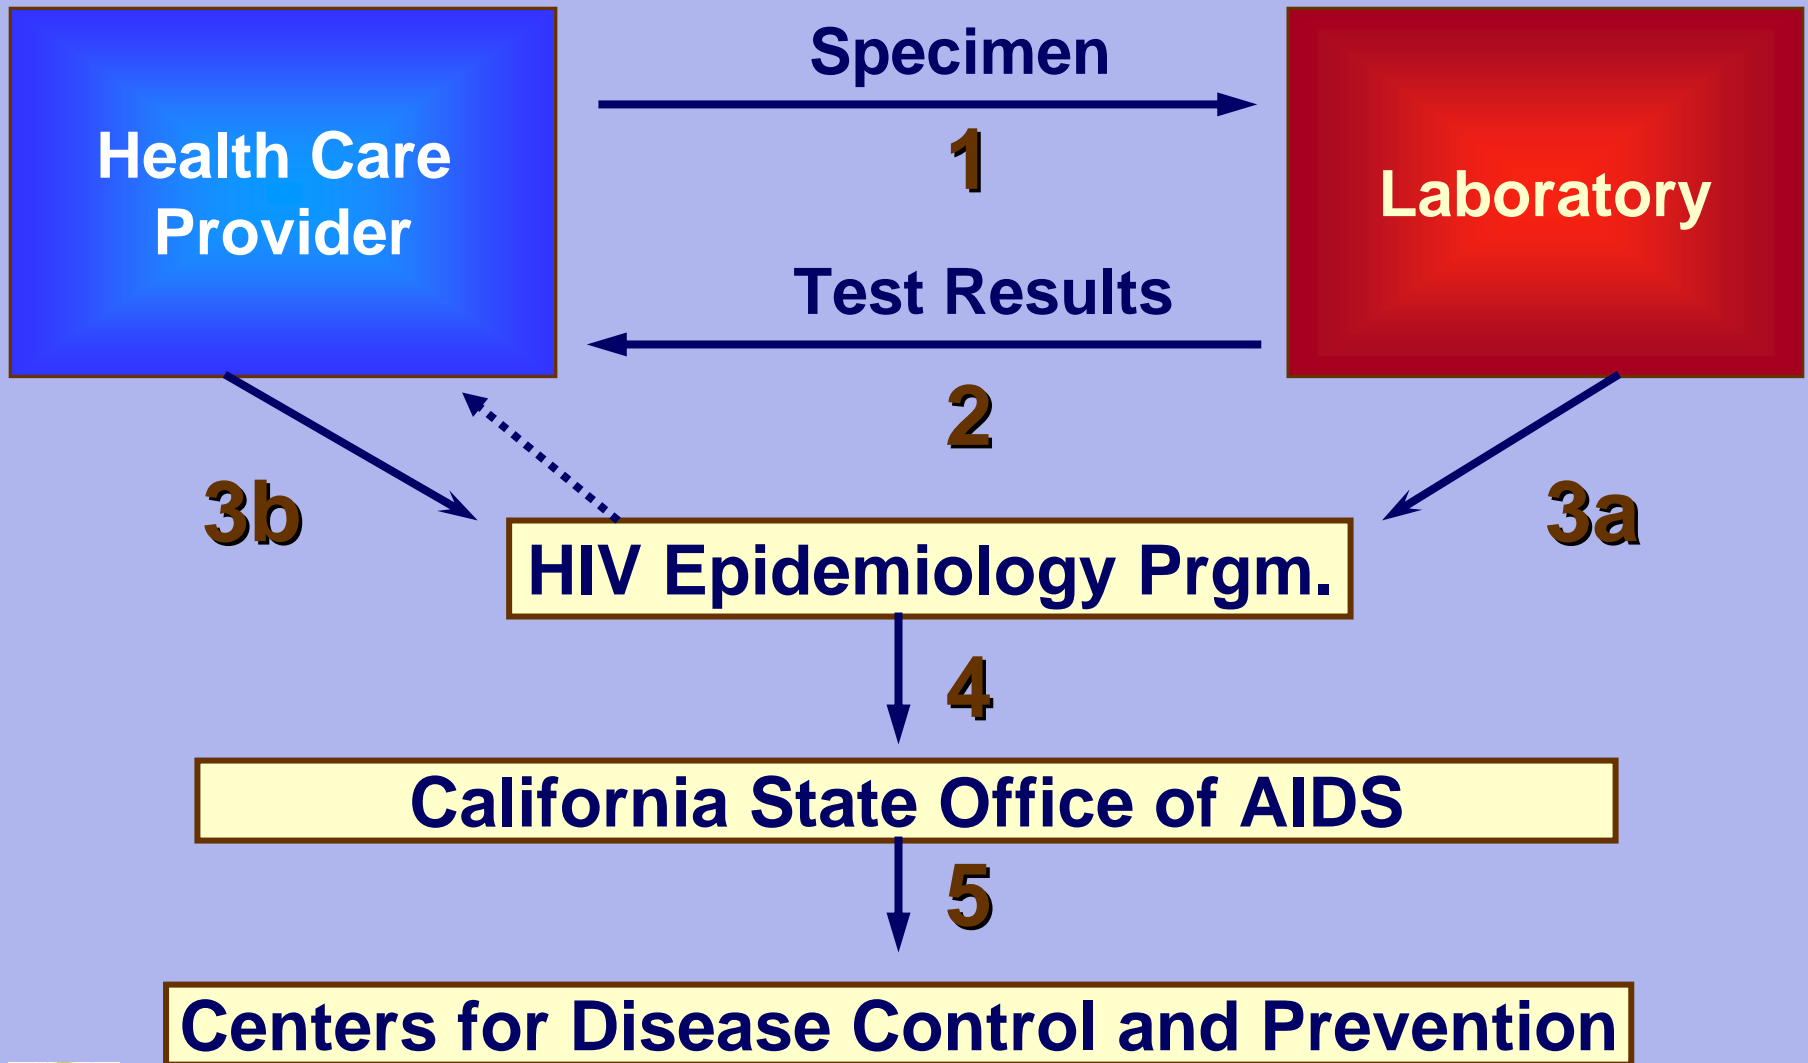 Specimen
1
Health Care
Provider
Laboratory
Test Results
2
3b
3a
HIV Epidemiology Prgm.
4
California State Office of AIDS
5
Centers for Disease Control and Prevention